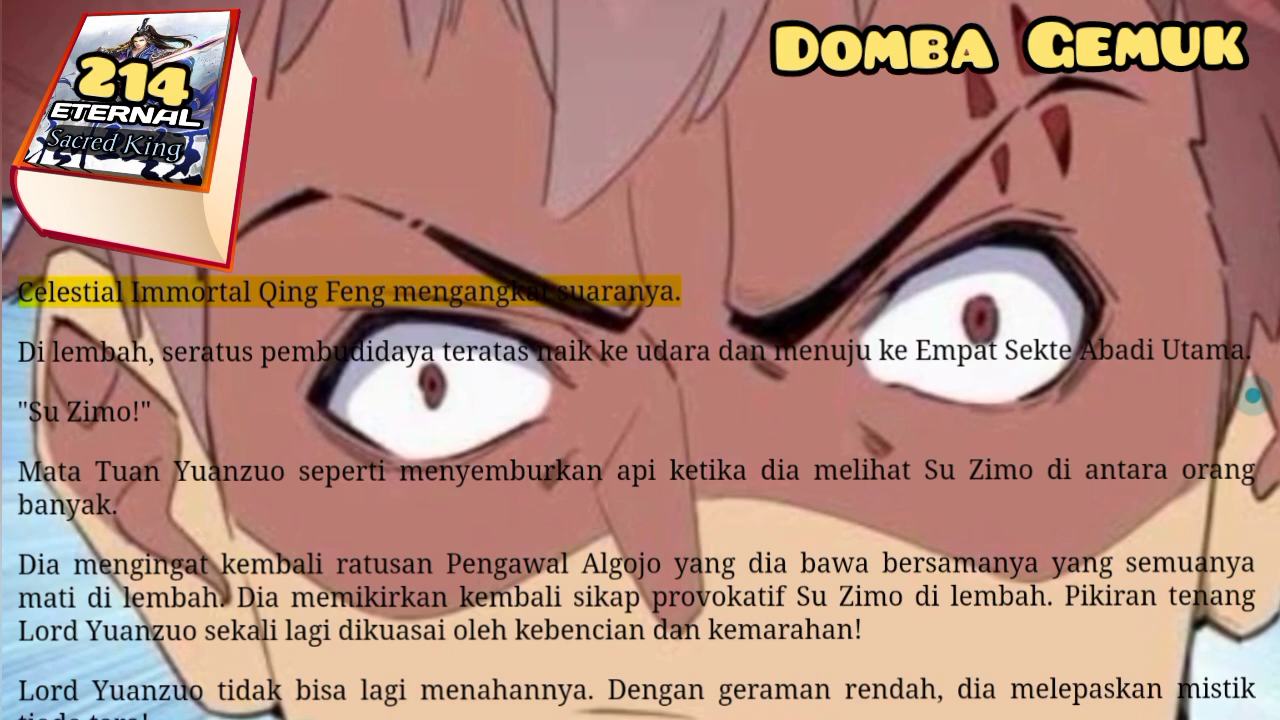 214
ETERNAL
Sacred King
DOMBA GEMUK
Celestial Immortal Qing Feng mengangkat suaranya.
Di lembah, seratus pembudidaya teratas naik ke udara dan menuju ke Empat Sekte Abadi Utama.
"Su Zimo!"
Mata Tuan Yuanzuo seperti menyemburkan api ketika dia melihat Su Zimo di antara orang
banyak.
Dia mengingat kembali ratusan Pengawal Algojo yang dia bawa bersamanya yang semuanya
mati di lembah. Dia memikirkan kembali sikap provokatif Su Zimo di lembah. Pikiran tenang
Lord Yuanzuo sekali lagi dikuasai oleh kebencian dan kemarahan!
Lord Yuanzuo tidak bisa lagi menahannya. Dengan geraman rendah, dia melepaskan mistik